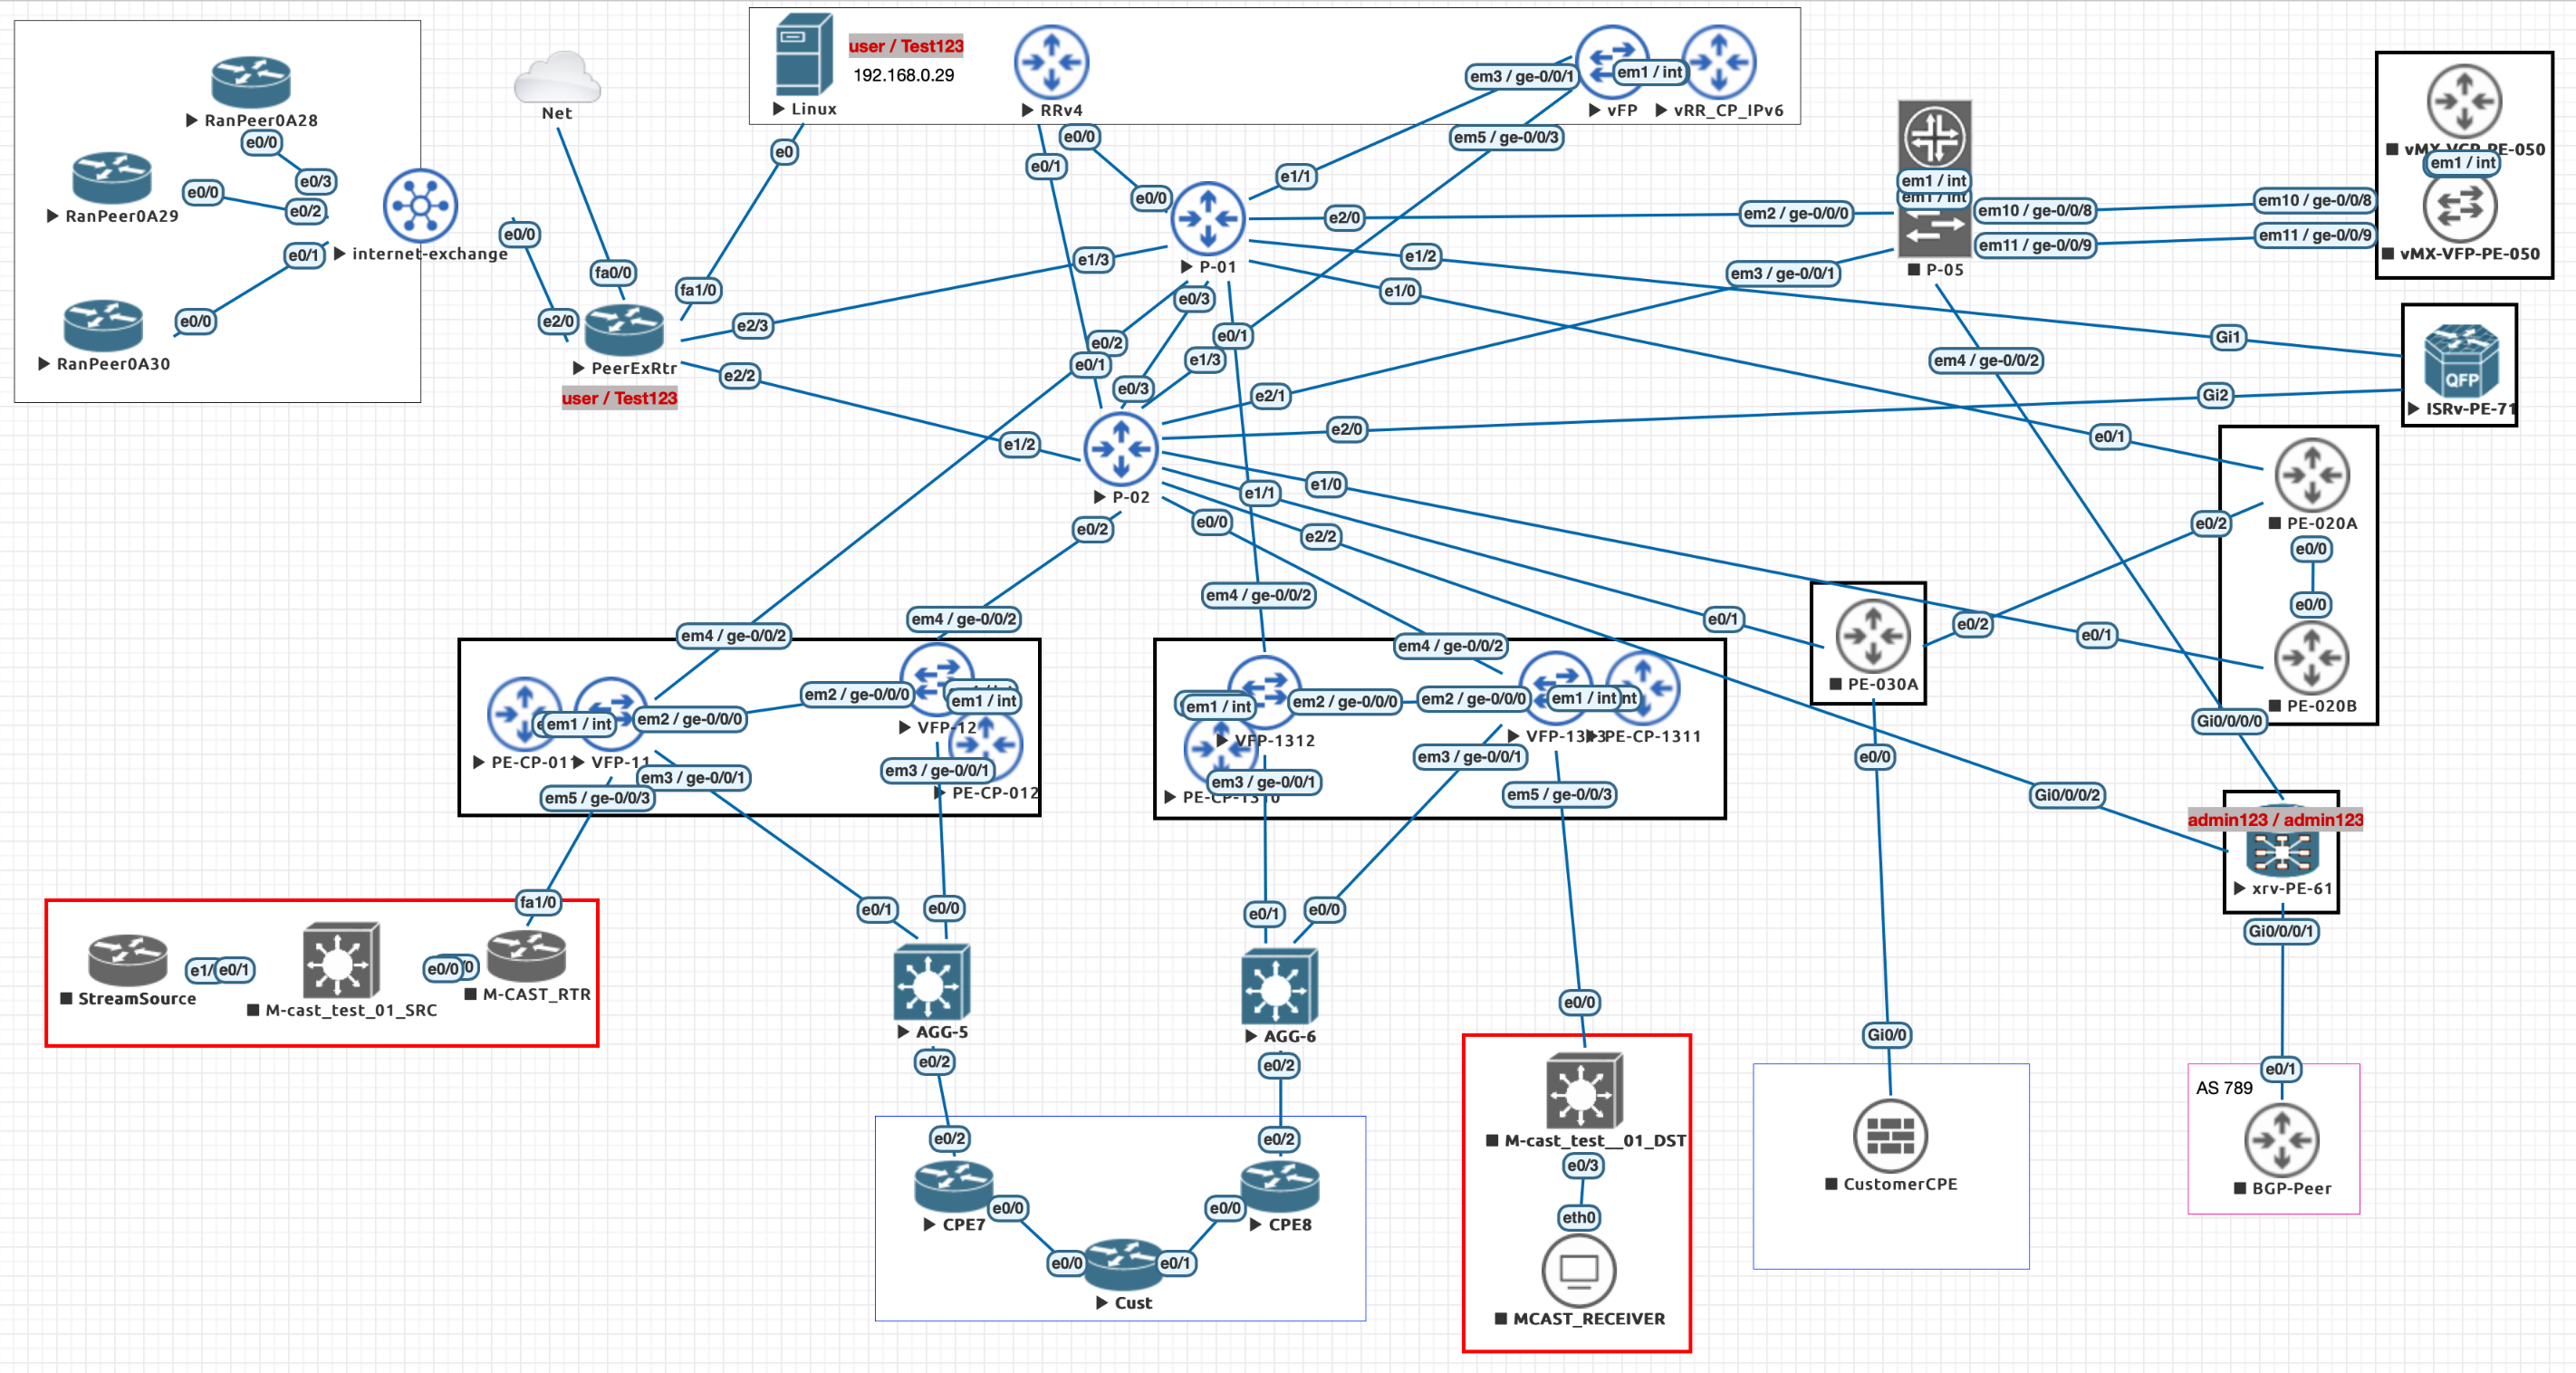 user / Test123
192.168.0.29
Linux
RRv4
vFP
vRR_CP_IPv6
em3 / ge-0/0/1
em1 / int
em5 / ge-0/0/3
RanPeer0A28
e0/0
e0/3
RanPeer0A29
e0/0
e0/2
internet-exchange
e0/1
RanPeer0A30
e0/0
Net
e0/0
e2/0
fa0/0
fa1/0
e0
PeerExRtr
user / Test123
e2/3
e2/2
e0/1
e0/0
e0/0
e1/3
P-01
e1/1
e2/0
e1/2
e1/0
e0/3
e0/2
e0/1
e0/1
e1/3
e0/3
e1/2
P-02
e2/1
e2/0
e1/0
e1/1
e0/0
e2/2
e0/2
em1 / int
em1 / int
em2 / ge-0/0/0
em3 / ge-0/0/1
P-05
em10 / ge-0/0/8
em11 / ge-0/0/9
em4 / ge-0/0/2
em10 / ge-0/0/8
em11 / ge-0/0/9
vMX-VCP-PE-050
em1 / int
vMX-VFP-PE-050
Gi1
Gi2
QFP
ISRv-PE-71
e0/1
PE-020A
e0/2
e0/0
e0/0
PE-020B
e0/1
e0/1
PE-030A
e0/2
e0/0
em4 / ge-0/0/2
em4 / ge-0/0/2
em1 / int
em2 / ge-0/0/0
em2 / ge-0/0/0
em1 / int
PE-CP-011
VFP-11
VFP-12
em3 / ge-0/0/1
em5 / ge-0/0/3
em3 / ge-0/0/1
PE-CP-012
em4 / ge-0/0/2
em4 / ge-0/0/2
em1 / int
em2 / ge-0/0/0
em2 / ge-0/0/0
em1 / int
VFP-1312
VFP-1313
PE-CP-1311
em3 / ge-0/0/1
PE-CP-1310
em3 / ge-0/0/1
em5 / ge-0/0/3
Gi0/0/0/0
Gi0/0/0/2
admin123 / admin123
xrv-PE-61
Gi0/0/0/1
fa1/0
StreamSource
e0/1
M-cast_test_01_SRC
e0/0
M-CAST_RTR
e0/1
e0/0
AGG-5
e0/2
e0/1
e0/0
AGG-6
e0/2
e0/0
M-cast_test__01_DST
e0/3
eth0
MCAST_RECEIVER
Gi0/0
CustomerCPE
e0/1
AS 789
BGP-Peer
e0/2
CPE7
e0/0
e0/2
CPE8
e0/0
e0/0
e0/1
Cust